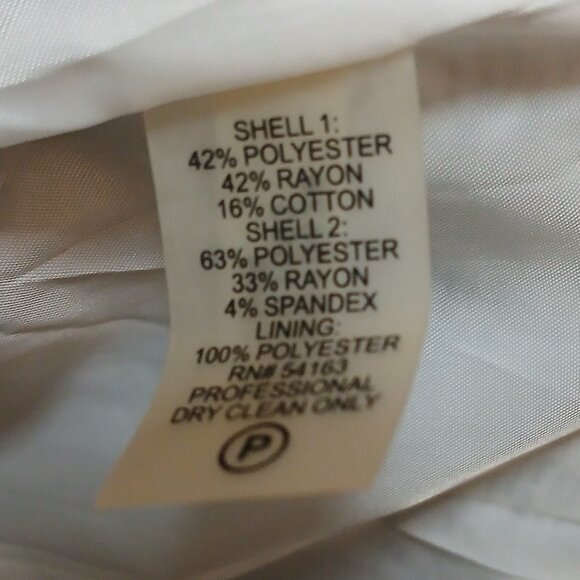 SHELL 1:
42% POLYESTER
42% RAYON
16% COTTON
SHELL 2:
63% POLYESTER
33% RAYON
4% SPANDEX
LINING:
100% POLYESTER
RN# 54163
PROFESSIONAL
DRY CLEAN ONLY
P